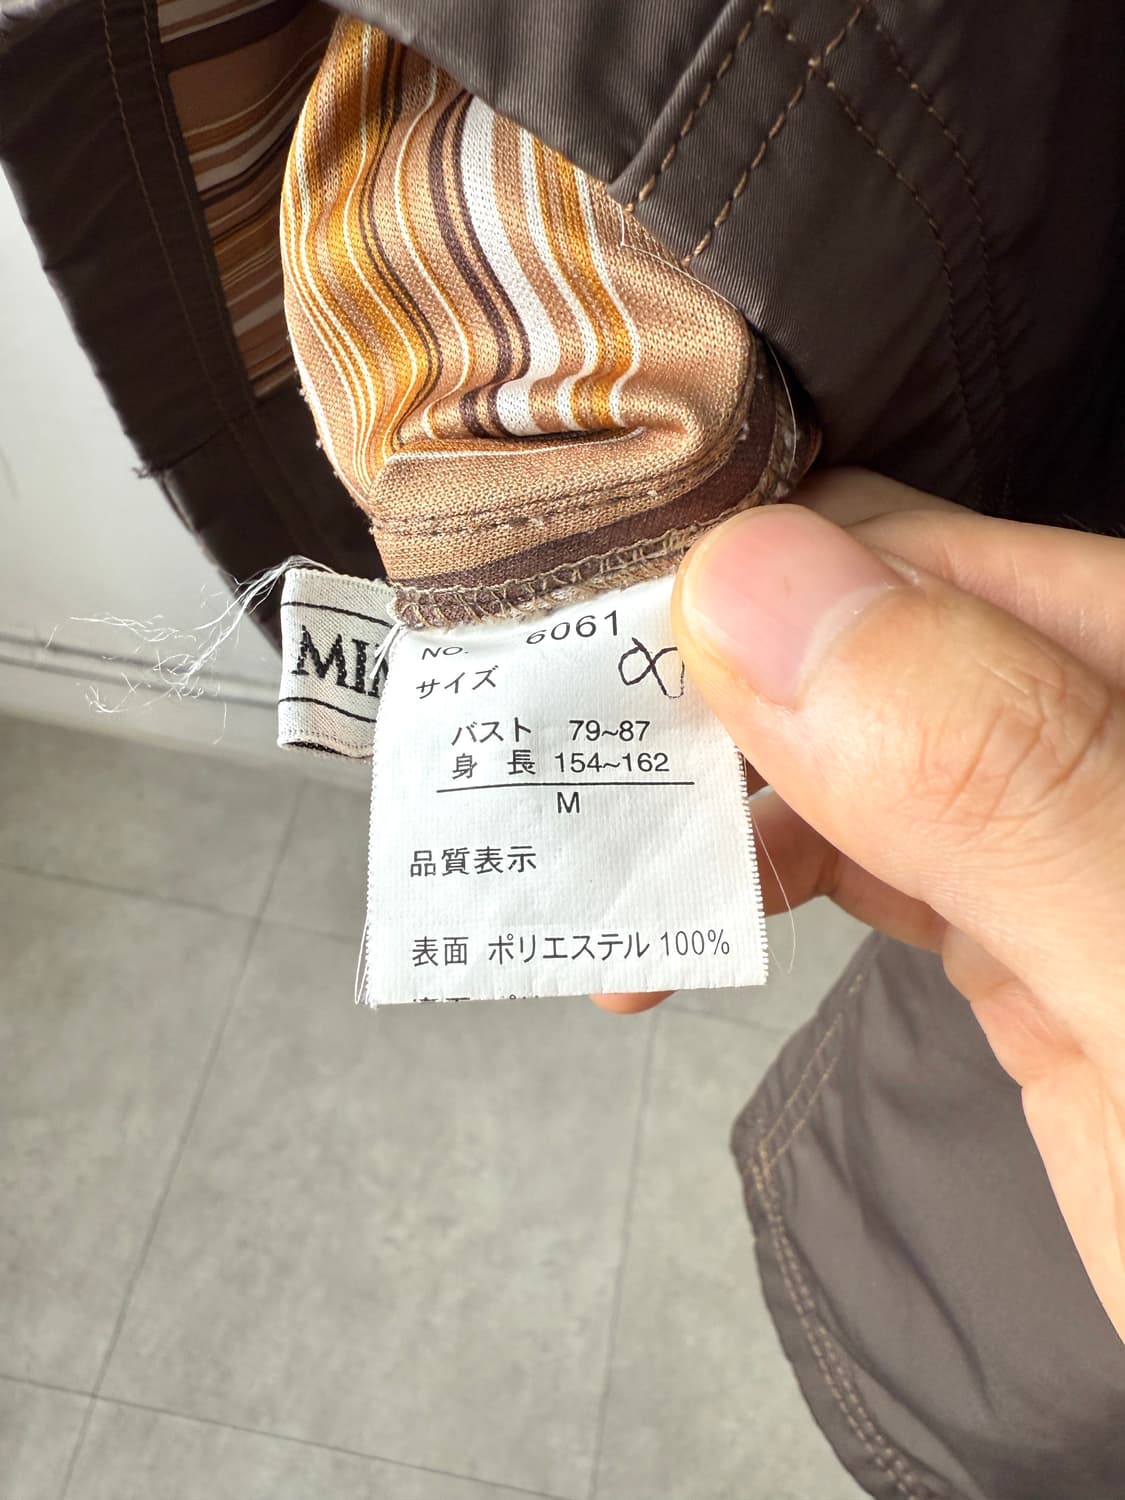 NO. 6061
サイズ
バスト 79~87
身長 154~162
M
品質表示
表面 ポリエステル 100%